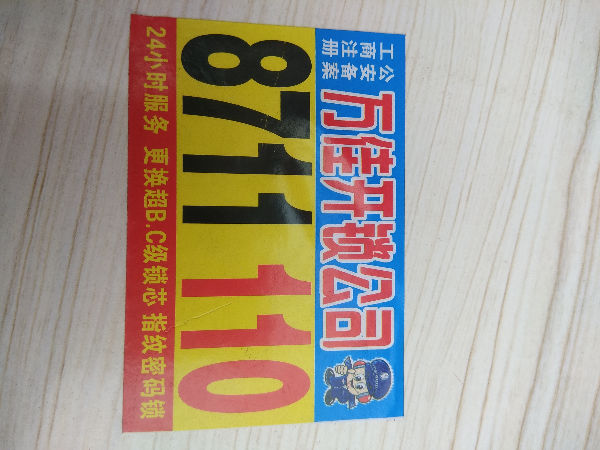 工商注册
公安备案
万佳开锁公司
8711110
24小时服务 更换超B.C级锁芯 指纹密码锁